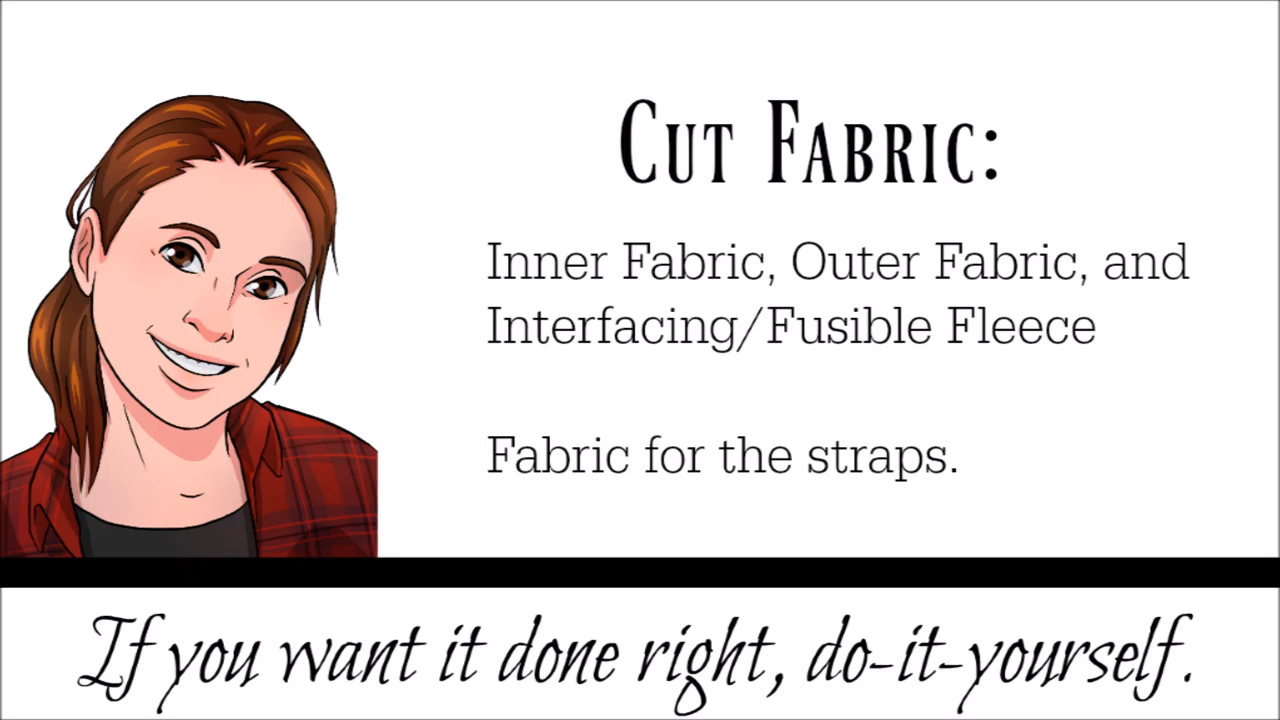 Cut Fabric:
Inner Fabric, Outer Fabric, and
Interfacing/Fusible Fleece
Fabric for the straps.
If you want it done right, do-it-yourself.